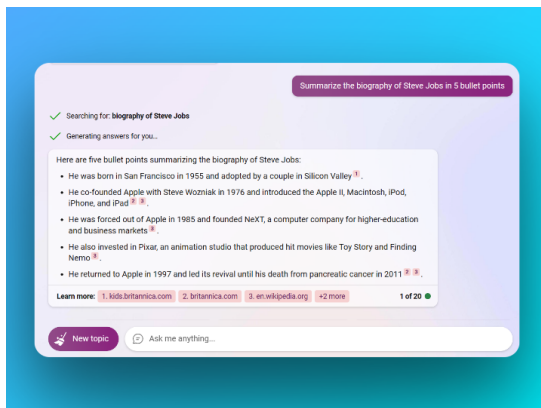 Summarize the biography of Steve Jobs in 5 bullet points
Searching for: biography of Steve Jobs
Generating answers for you...
Here are five bullet points summarizing the biography of Steve Jobs:
• He was born in San Francisco in 1955 and adopted by a couple in Silicon Valley 1 .
• He co-founded Apple with Steve Wozniak in 1976 and introduced the Apple II, Macintosh, iPod,
iPhone, and iPad 2 3 .
• He was forced out of Apple in 1985 and founded NeXT, a computer company for higher-education
and business markets 3 .
• He also invested in Pixar, an animation studio that produced hit movies like Toy Story and Finding
Nemo 3 .
• He returned to Apple in 1997 and led its revival until his death from pancreatic cancer in 2011 2 3 .
Learn more: 1. kids.britannica.com 2. britannica.com 3. en.wikipedia.org +2 more 1 of 20
New topic Ask me anything...